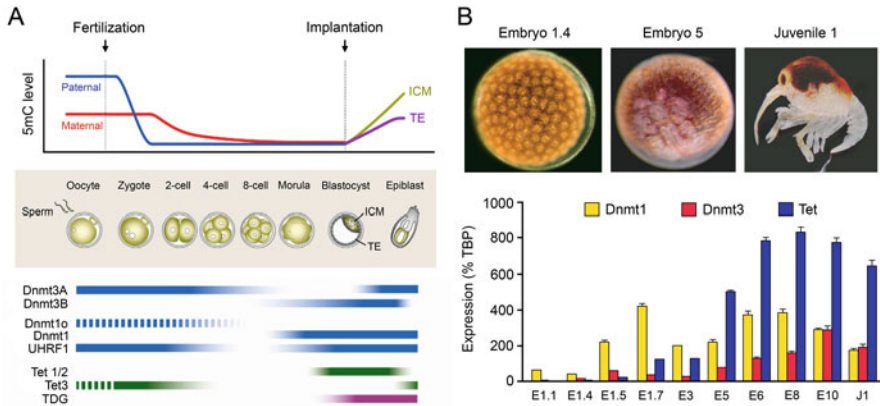 A
Fertilization
Implantation
5mC level
Paternal
Maternal
ICM
TE
Oocyte Zygote 2-cell 4-cell 8-cell Morula Blastocyst Epiblast
Sperm
ICM
TE
Dnmt3A
Dnmt3B
Dnmt1o
Dnmt1
UHRF1
Tet 1/2
Tet3
TDG
B
Embryo 1.4 Embryo 5 Juvenile 1
Dnmt1 Dnmt3 Tet
Expression (% TBP)
1000
800
600
400
200
0
E1.1 E1.4 E1.5 E1.7 E3 E5 E6 E8 E10 J1